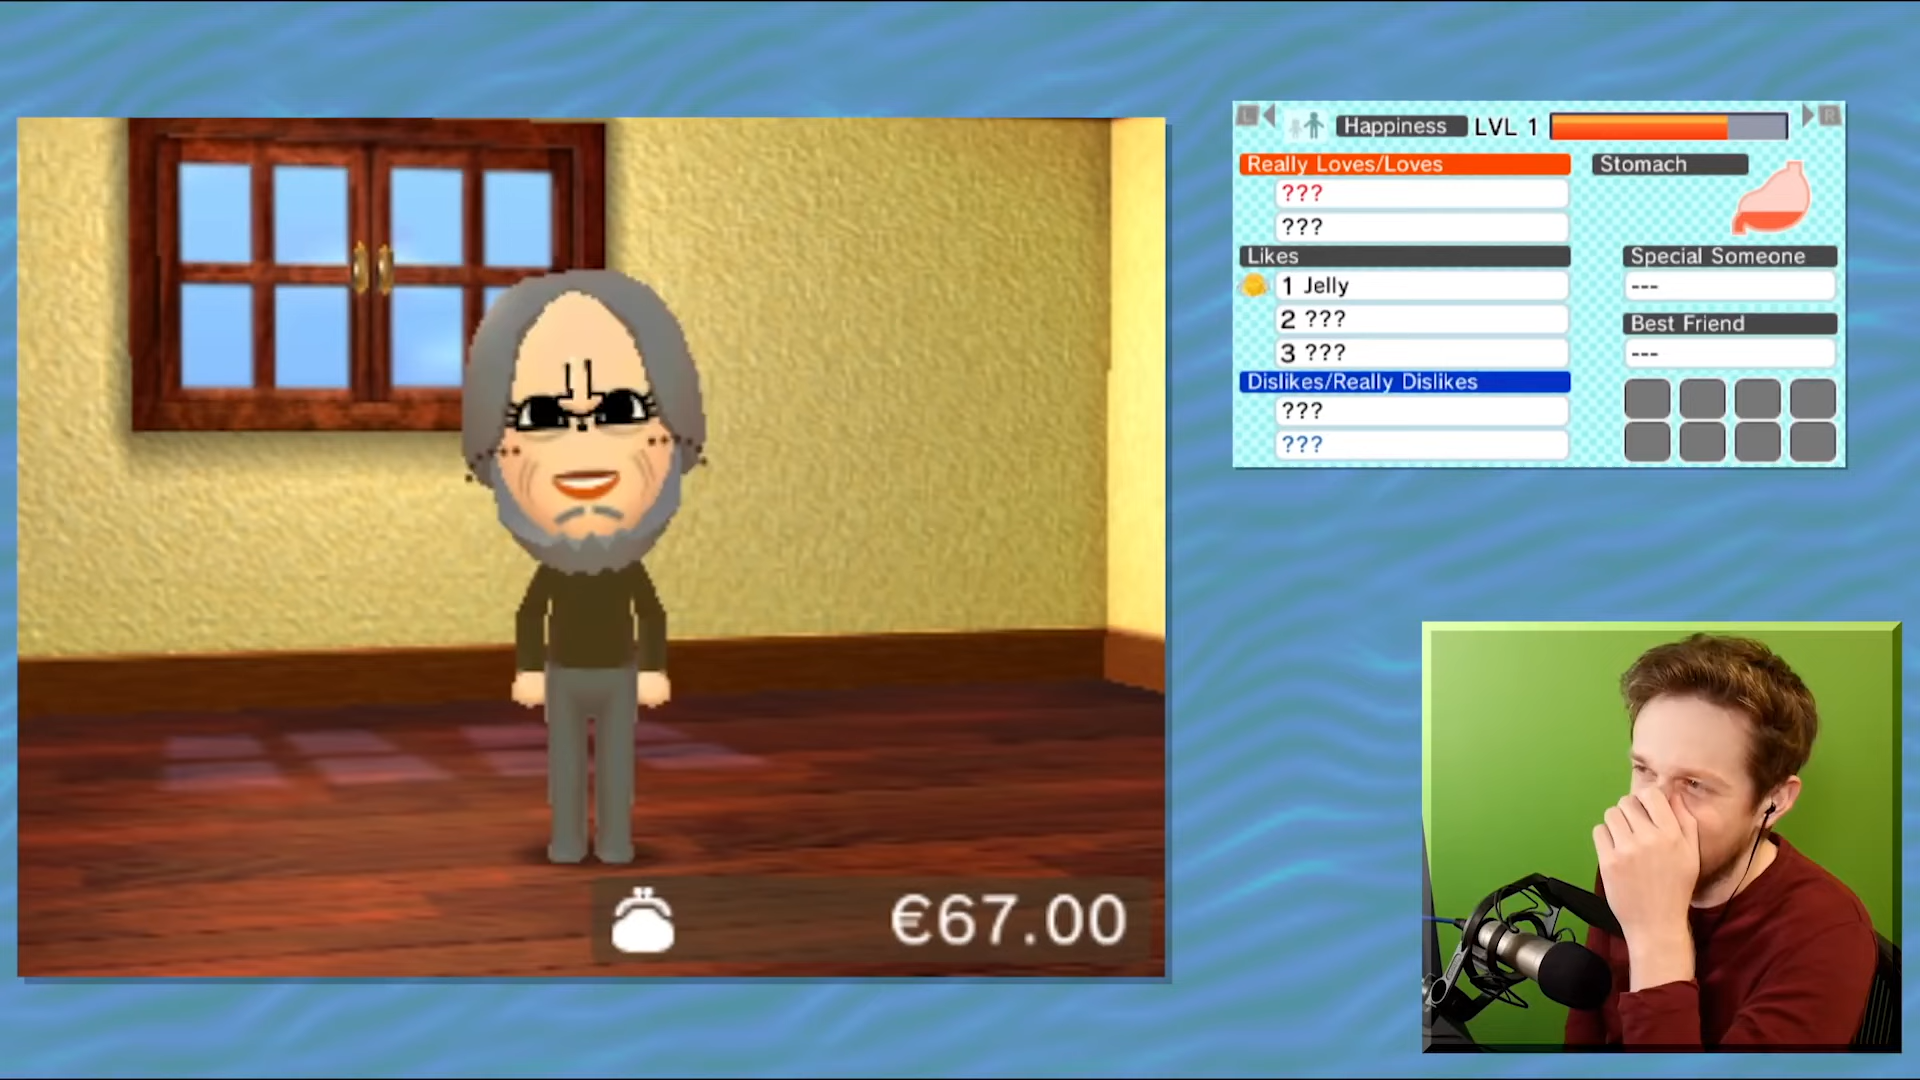 L
Happiness LVL 1
R
Really Loves/Loves
???
???
Likes
1 Jelly
2 ???
3 ???
Dislikes/Really Dislikes
???
???
Stomach
Special Someone
---
Best Friend
---
€67.00